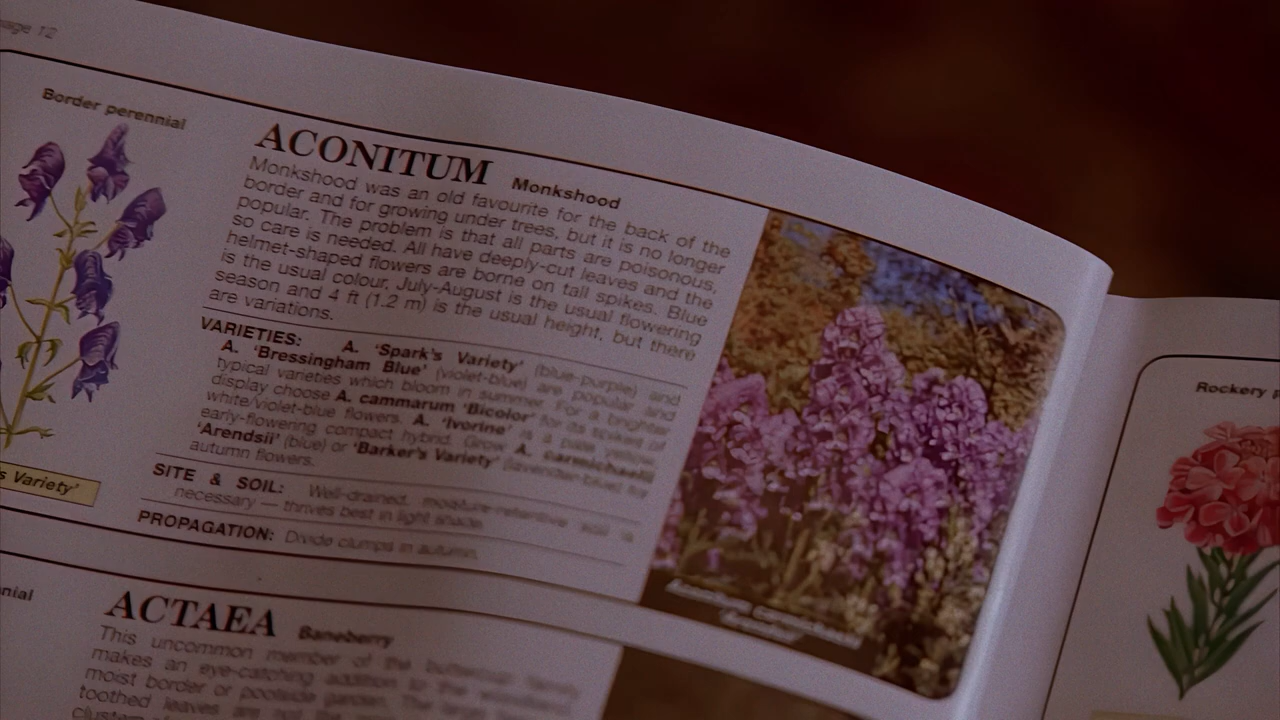 page 12
Border perennial
ACONITUM Monkshood
Monkshood was an old favourite for the back of the
border and for growing under trees, but it is no longer
popular. The problem is that all parts are poisonous,
so care is needed. All have deeply-cut leaves and the
helmet-shaped flowers are borne on tall spikes. Blue
is the usual colour, July-August is the usual flowering
season and 4 ft (1.2 m) is the usual height, but there
are variations.
VARIETIES: A. 'Spark's Variety' (blue-purple) and
A. 'Bressingham Blue' (violet-blue) are popular and
typical varieties which bloom in summer. For a brighter
display choose A. cammarum 'Bicolor' for its spikes of
white/violet-blue flowers. A. 'Ivorine' is a pale yellow,
early-flowering compact hybrid. Grow A. carmichaelii
'Arendsii' (blue) or 'Barker's Variety' (lavender-blue) for
autumn flowers.
's Variety'
SITE & SOIL: Well-drained, moisture-retentive soil is
necessary — thrives best in light shade.
PROPAGATION: Divide clumps in autumn.
Aconitum carmichaelii
nial
ACTAEA Baneberry
This uncommon member of the buttercup family
makes an eye-catching addition to the
moist border or poolside garden. The
toothed leaves are not the
Rockery